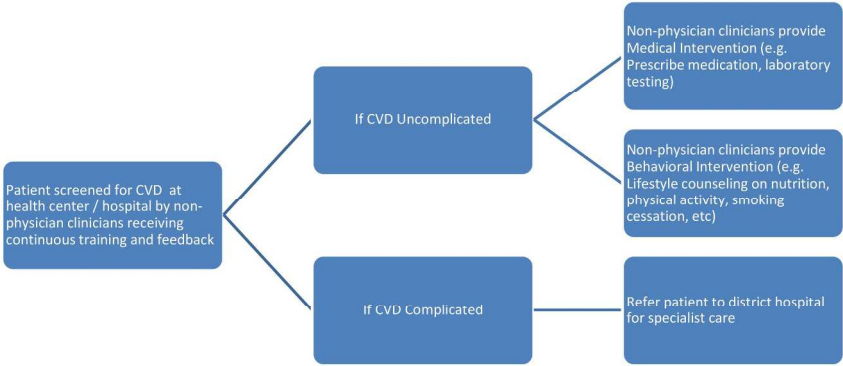 Non-physician clinicians provide
Medical Intervention (e.g.
Prescribe medication, laboratory
testing)
If CVD Uncomplicated
Non-physician clinicians provide
Behavioral Intervention (e.g.
Lifestyle counseling on nutrition,
physical activity, smoking
cessation, etc)
Patient screened for CVD at
health center / hospital by non-
physician clinicians receiving
continuous training and feedback
If CVD Complicated
Refer patient to district hospital
for specialist care